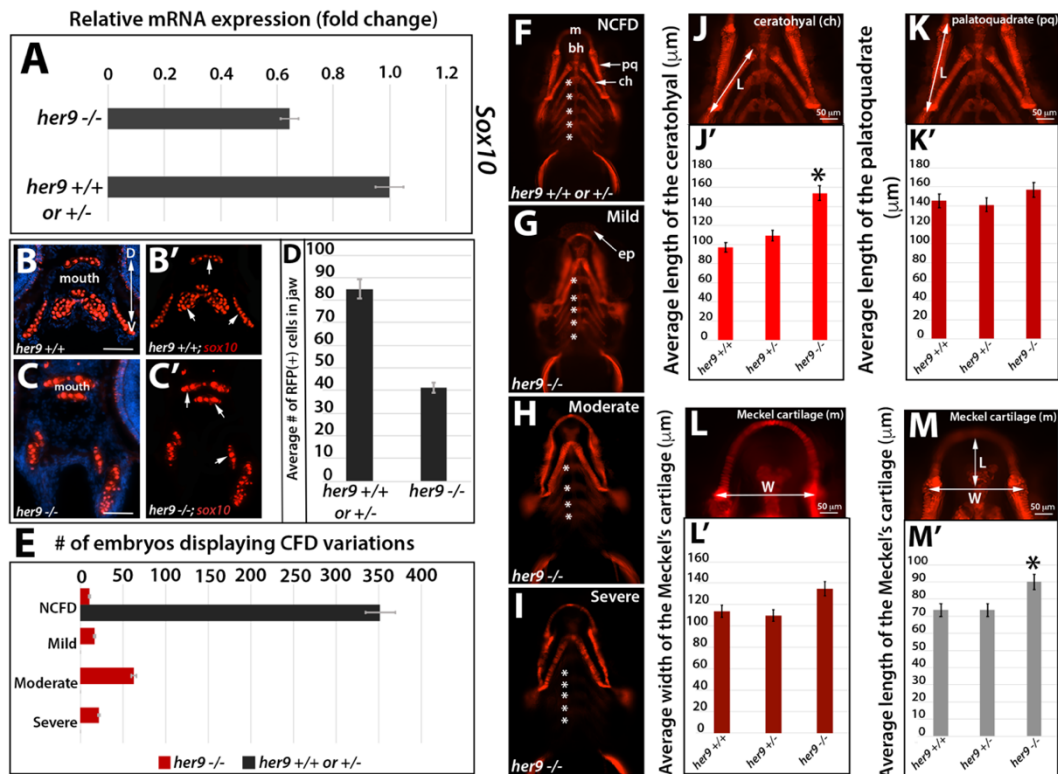 Relative mRNA expression (fold change)
A
0 0.2 0.4 0.6 0.8 1.0 1.2
her9 -/-
her9 +/+
or +/-
Sox10
B
mouth
D
V
her9 +/+
B'
her9 +/+; sox10
C
mouth
her9 -/-
C'
her9 -/-; sox10
D
Average # of RFP(+) cells in jaw
100
90
80
70
60
50
40
30
20
10
0
her9 +/+
or +/-
her9 -/-
E # of embryos displaying CFD variations
0 50 100 150 200 250 300 350 400
NCFD
Mild
Moderate
Severe
her9 -/- her9 +/+ or +/-
F
NCFD
m
bh
pq
ch
*
*
*
*
*
her9 +/+ or +/-
G
Mild
ep
*
*
*
*
*
her9 -/-
H
Moderate
*
*
*
*
her9 -/-
I
Severe
*
*
*
*
*
her9 -/-
J
ceratohyal (ch)
L
50 μm
J'
Average length of the ceratohyal (μm)
180
160
140
120
100
80
60
40
20
0
*
her9 +/+
her9 +/-
her9 -/-
K
palatoquadrate (pq)
L
50 μm
K'
Average length of the palatoquadrate
(μm)
180
160
140
120
100
80
60
40
20
0
her9 +/+
her9 +/-
her9 -/-
L
Meckel cartilage (m)
W
50 μm
L'
Average width of the Meckel's cartilage (μm)
160
140
120
100
80
60
40
20
0
her9 +/+
her9 +/-
her9 -/-
M
Meckel cartilage (m)
L
W
50 μm
M'
Average length of the Meckel's cartilage (μm)
100
90
80
70
60
50
40
30
20
10
0
*
her9 +/+
her9 +/-
her9 -/-